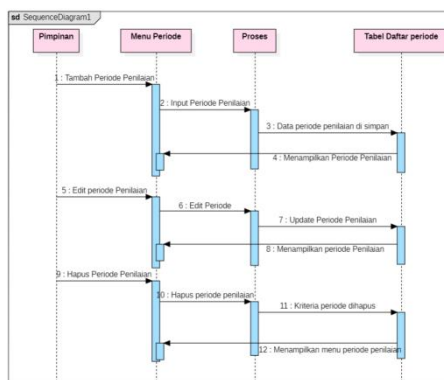 sd SequenceDiagram1
Pimpinan
Menu Periode
Proses
Tabel Daftar periode
1 : Tambah Periode Penilaian
2 : Input Periode Penilaian
3 : Data periode penilaian di simpan
4 : Menampilkan Periode Penilaian
5 : Edit periode Penilaian
6 : Edit Periode
7 : Update Periode Penilaian
8 : Menampilkan periode Penilaian
9 : Hapus Periode Penilaian
10 : Hapus periode penilaian
11 : Kriteria periode dihapus
12 : Menampilkan menu periode penilaian